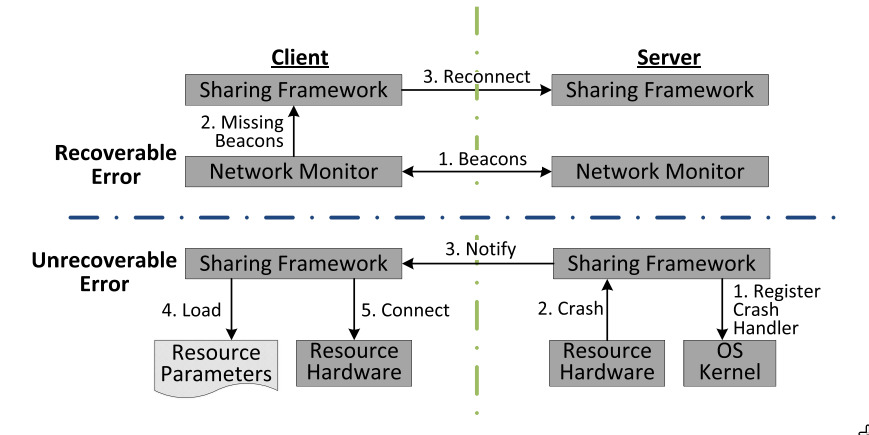 Client
Server
Sharing Framework
3. Reconnect
Sharing Framework
2. Missing
Beacons
Recoverable
Error
Network Monitor
1. Beacons
Network Monitor
Unrecoverable
Error
Sharing Framework
3. Notify
Sharing Framework
4. Load
5. Connect
2. Crash
1. Register
Crash
Handler
Resource
Parameters
Resource
Hardware
Resource
Hardware
OS
Kernel